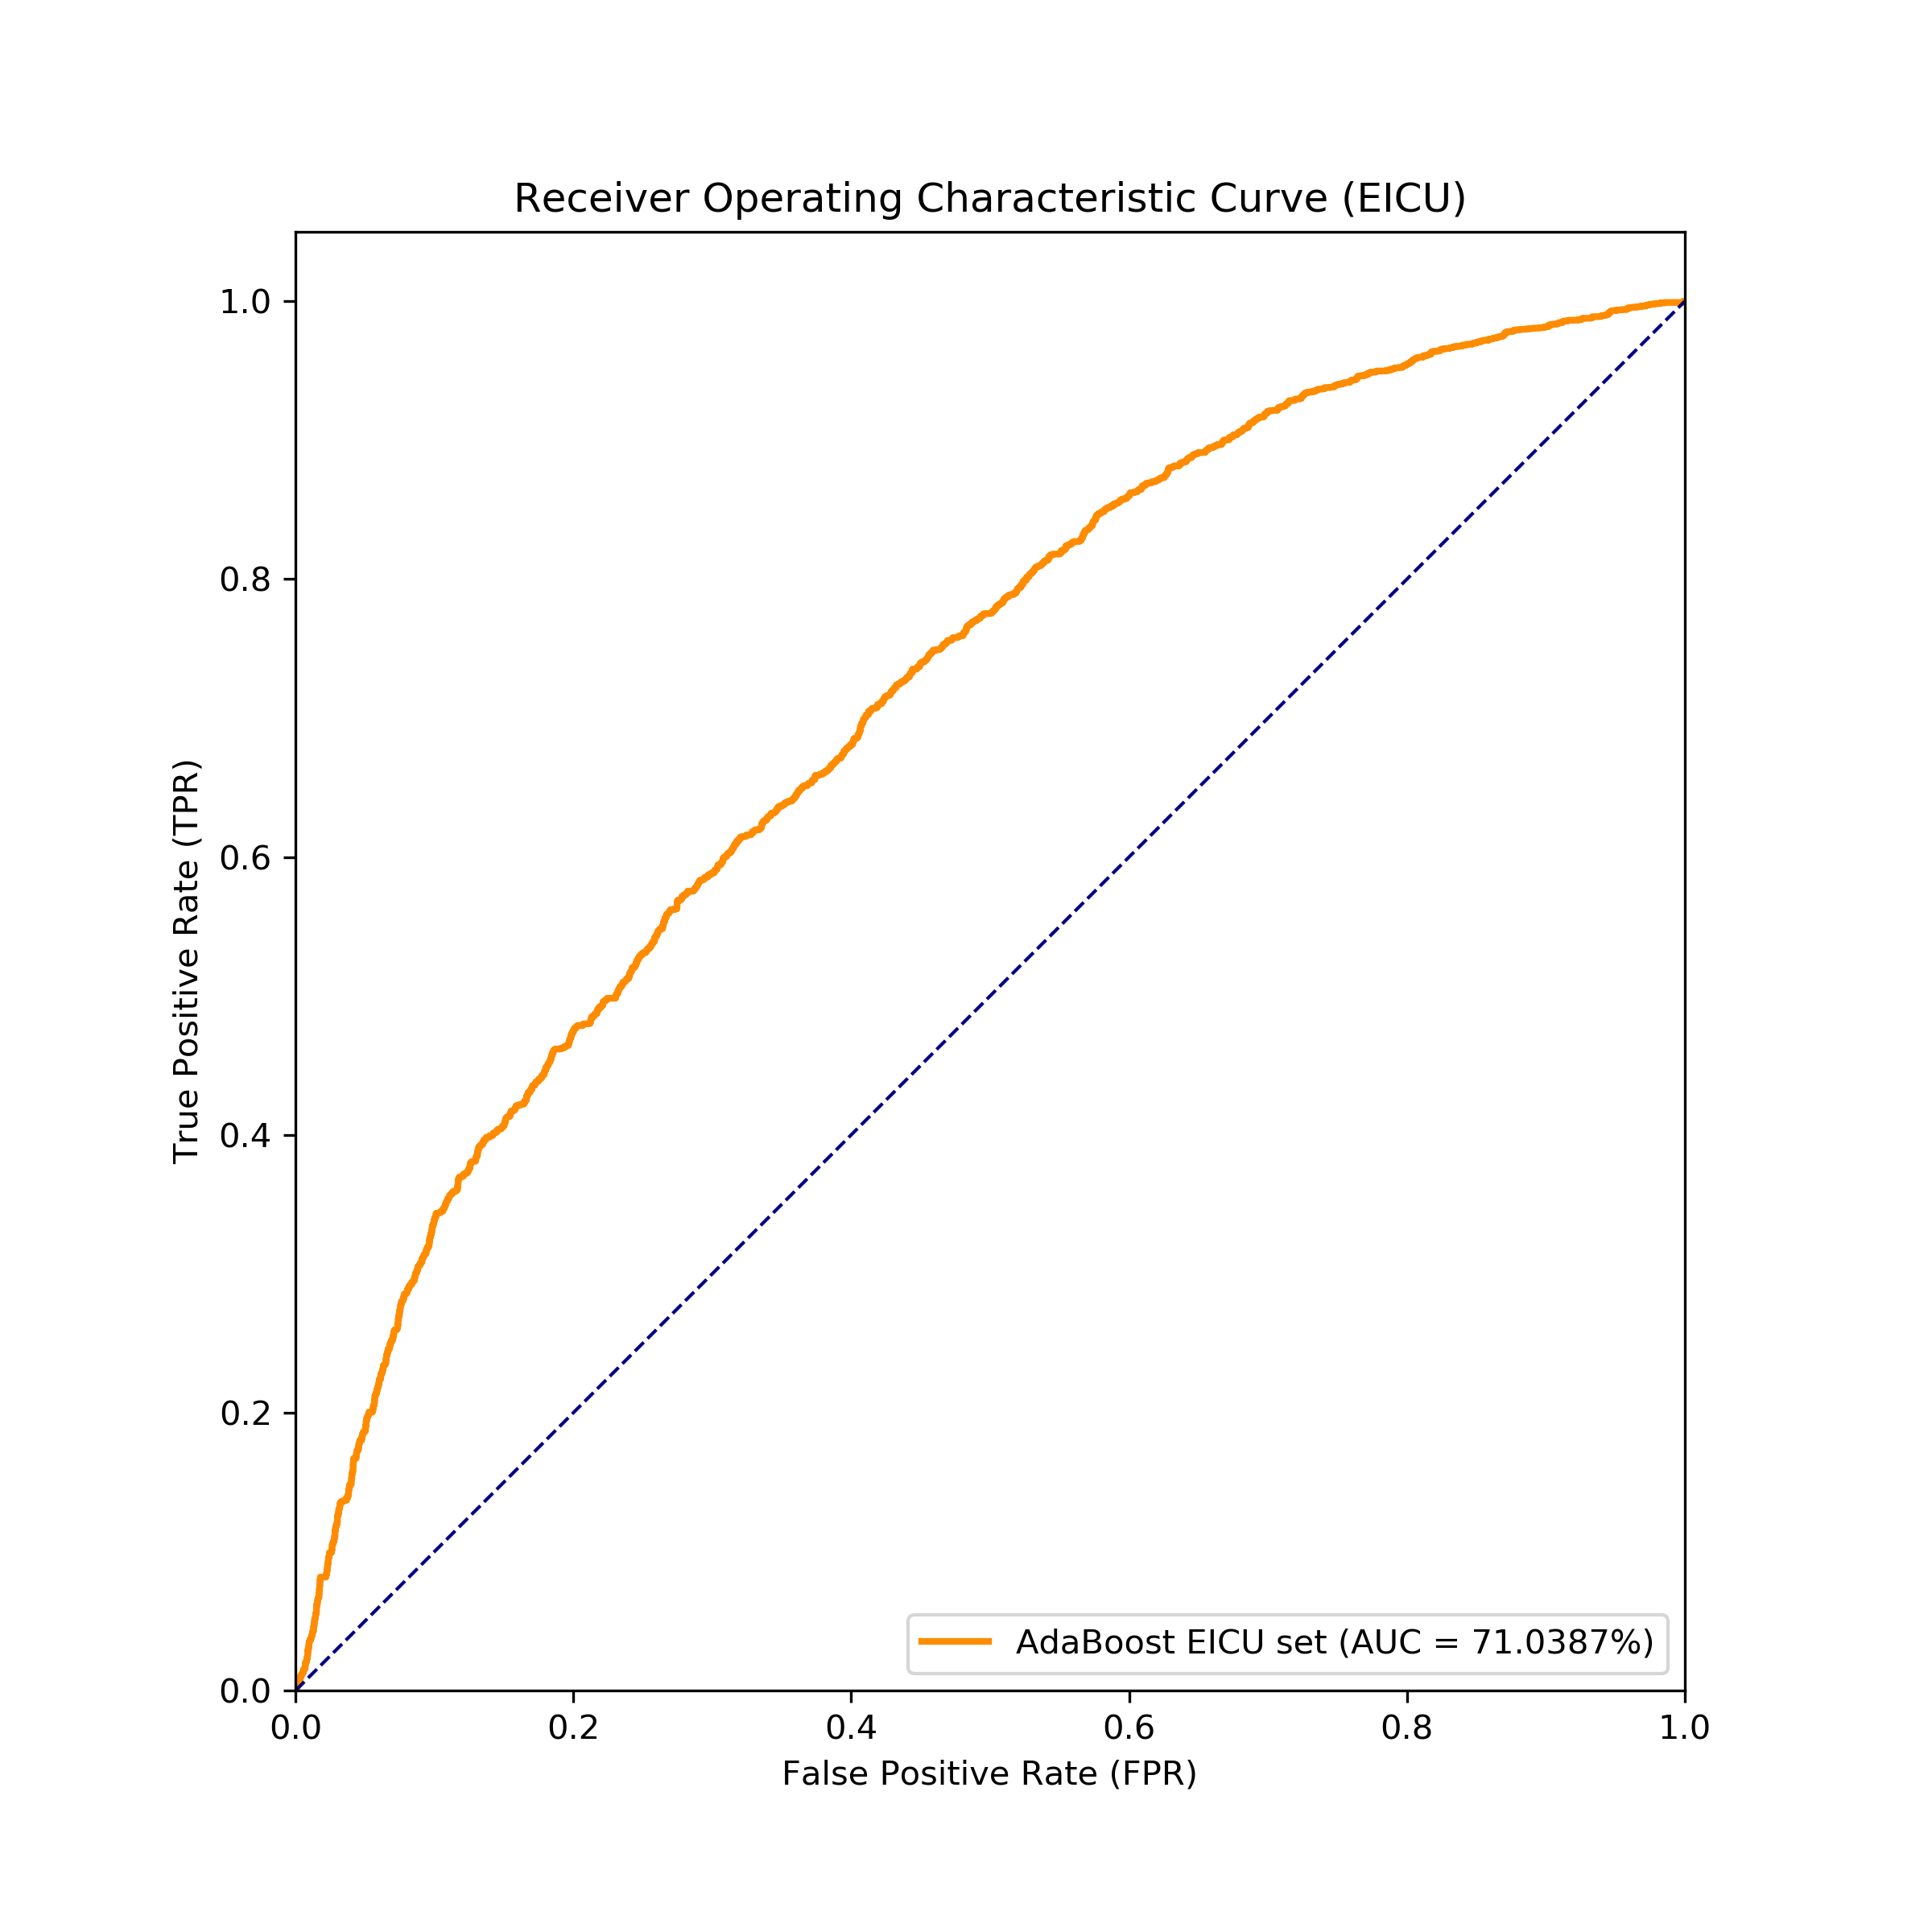 Receiver Operating Characteristic Curve (EICU)
1.0
0.8
0.6
0.4
0.2
0.0
True Positive Rate (TPR)
AdaBoost EICU set (AUC = 71.0387%)
0.0 0.2 0.4 0.6 0.8 1.0
False Positive Rate (FPR)